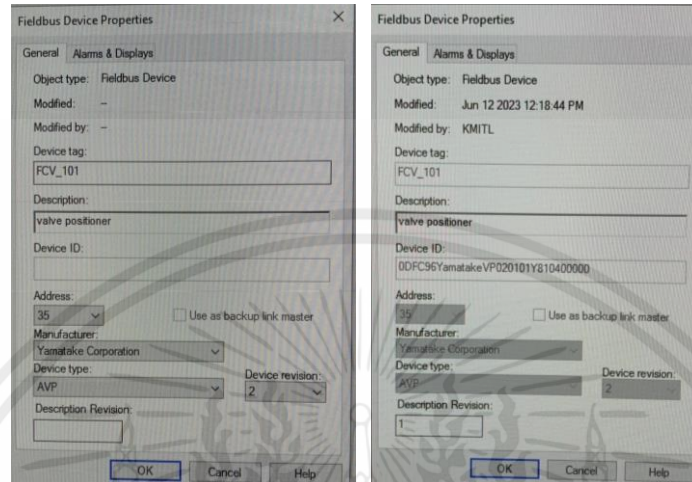 Fieldbus Device Properties
General Alarms & Displays
Object type: Fieldbus Device
Modified: –
Modified by: –
Device tag:
FCV_101
Description:
valve positioner
Device ID:
Address:
35
Use as backup link master
Manufacturer:
Yamatake Corporation
Device type:
Device revision:
AVP
2
Description Revision:
OK Cancel Help
Fieldbus Device Properties
General Alarms & Displays
Object type: Fieldbus Device
Modified: Jun 12 2023 12:18:44 PM
Modified by: KMITL
Device tag:
FCV_101
Description:
valve positioner
Device ID:
0DFC96YamatakeVP020101Y810400000
Address:
35
Use as backup link master
Manufacturer:
Yamatake Corporation
Device type:
Device revision:
AVP
2
Description Revision:
1
OK Cancel Help